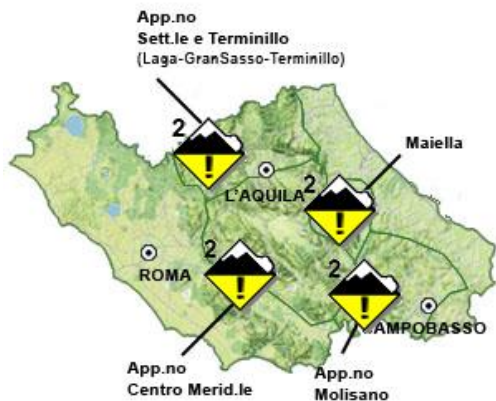 App.no
Sett.le e Terminillo
(Laga-GranSasso-Terminillo)
2
!
Maiella
L'AQUILA
2
!
ROMA
2
!
2
!
AMPOBASSO
App.no
Centro Merid.le
App.no
Molisano